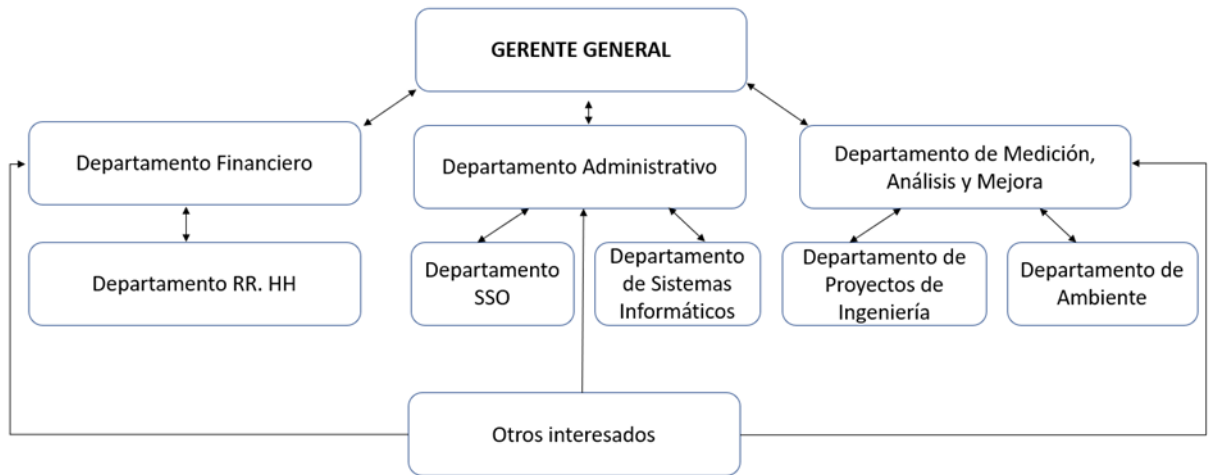 GERENTE GENERAL
Departamento Financiero
Departamento Administrativo
Departamento de Medición,
Análisis y Mejora
Departamento RR. HH
Departamento
SSO
Departamento
de Sistemas
Informáticos
Departamento de
Proyectos de
Ingeniería
Departamento de
Ambiente
Otros interesados